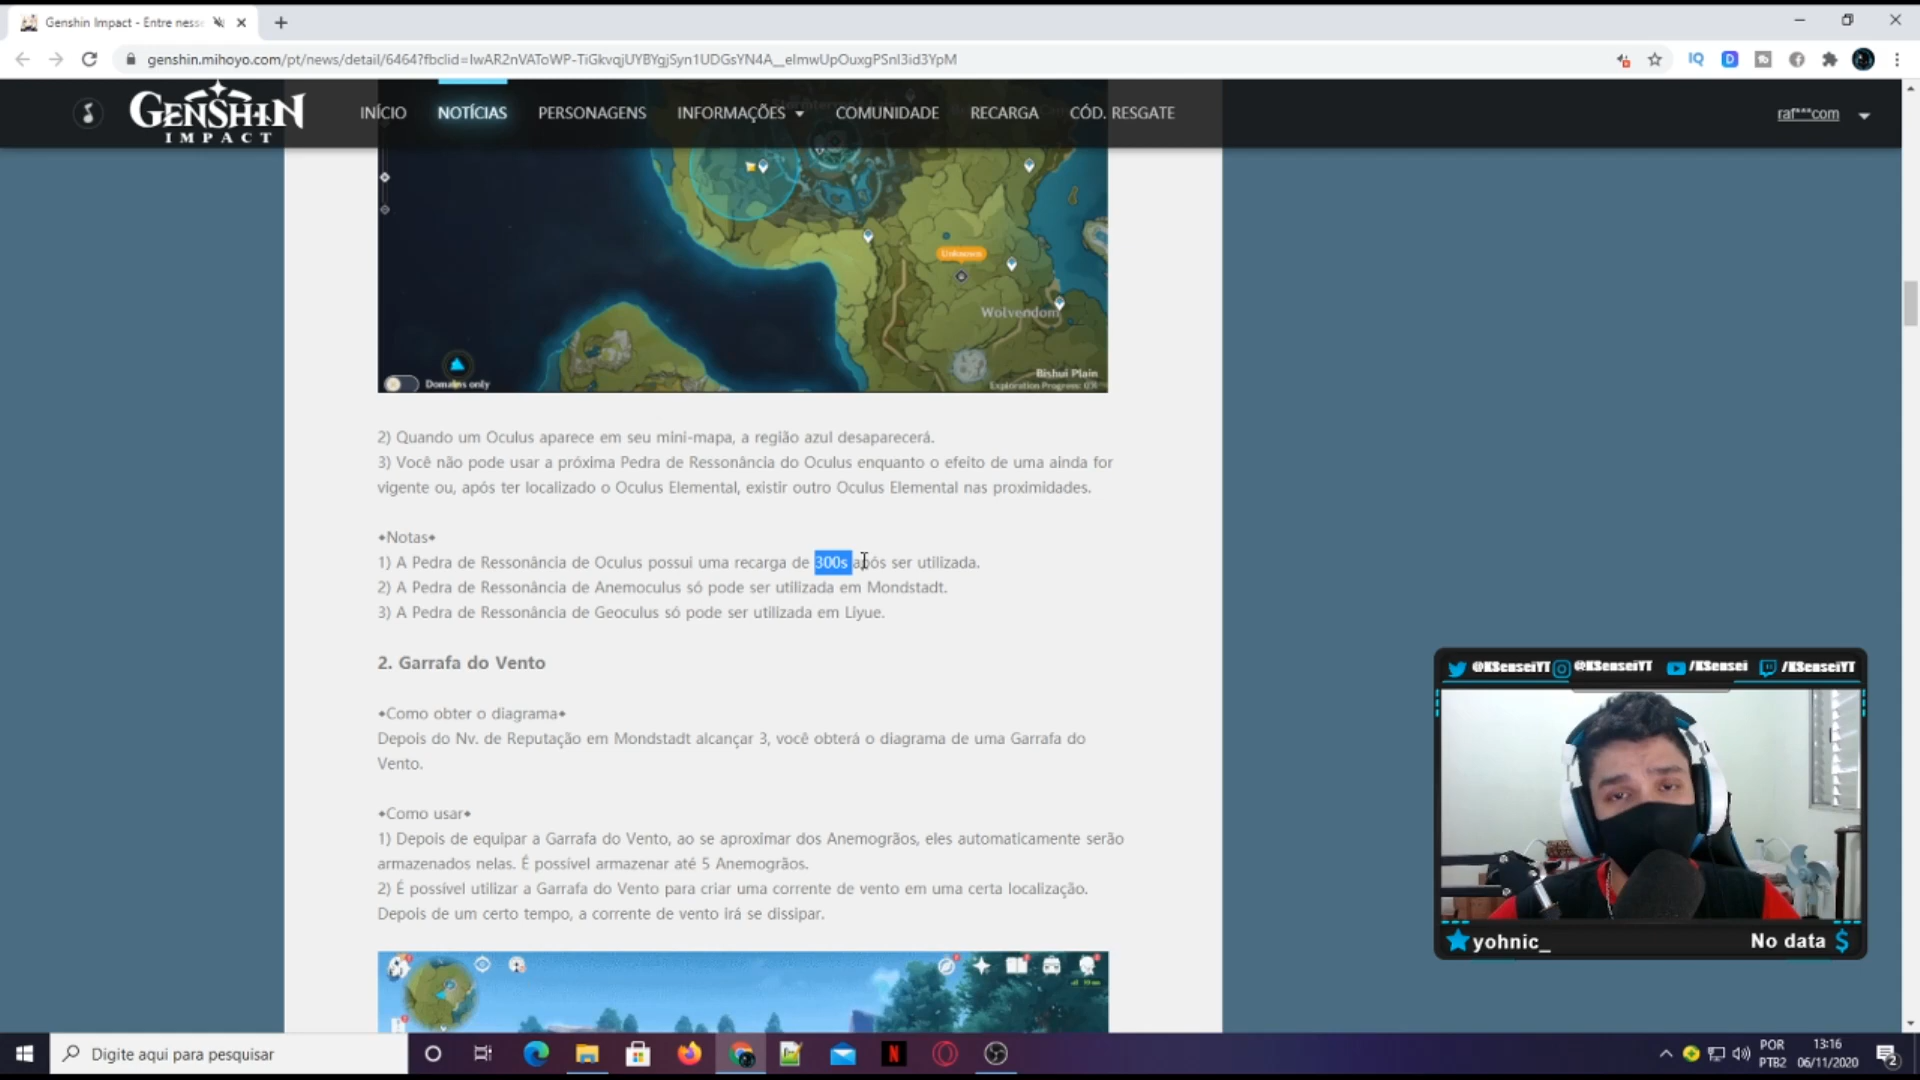 Genshin Impact - Entre ness
genshin.mihoyo.com/pt/news/detail/6464?fbclid=IwAR2nVAToWP-TiGkvqjUYBYgjSyn1UDGsYN4A__eImwUpOuxgPSnI3id3YpM
GENSHIN
IMPACT
INÍCIO NOTÍCIAS PERSONAGENS INFORMAÇÕES COMUNIDADE RECARGA CÓD. RESGATE
raf***com
Unknown
Wolvendom
Bishui Plain
Exploration Progress: 0%
Domains only
2) Quando um Oculus aparece em seu mini-mapa, a região azul desaparecerá.
3) Você não pode usar a próxima Pedra de Ressonância do Oculus enquanto o efeito de uma ainda for
vigente ou, após ter localizado o Oculus Elemental, existir outro Oculus Elemental nas proximidades.
◆Notas◆
1) A Pedra de Ressonância de Oculus possui uma recarga de 300s após ser utilizada.
2) A Pedra de Ressonância de Anemoculus só pode ser utilizada em Mondstadt.
3) A Pedra de Ressonância de Geoculus só pode ser utilizada em Liyue.
2. Garrafa do Vento
◆Como obter o diagrama◆
Depois do Nv. de Reputação em Mondstadt alcançar 3, você obterá o diagrama de uma Garrafa do
Vento.
◆Como usar◆
1) Depois de equipar a Garrafa do Vento, ao se aproximar dos Anemogrãos, eles automaticamente serão
armazenados nelas. É possível armazenar até 5 Anemogrãos.
2) É possível utilizar a Garrafa do Vento para criar uma corrente de vento em uma certa localização.
Depois de um certo tempo, a corrente de vento irá se dissipar.
@KSenseiYT @KSenseiYT /KSensei /KSenseiYT
yohnic_ No data $
Digite aqui para pesquisar
POR
PTB2
13:16
06/11/2020
2